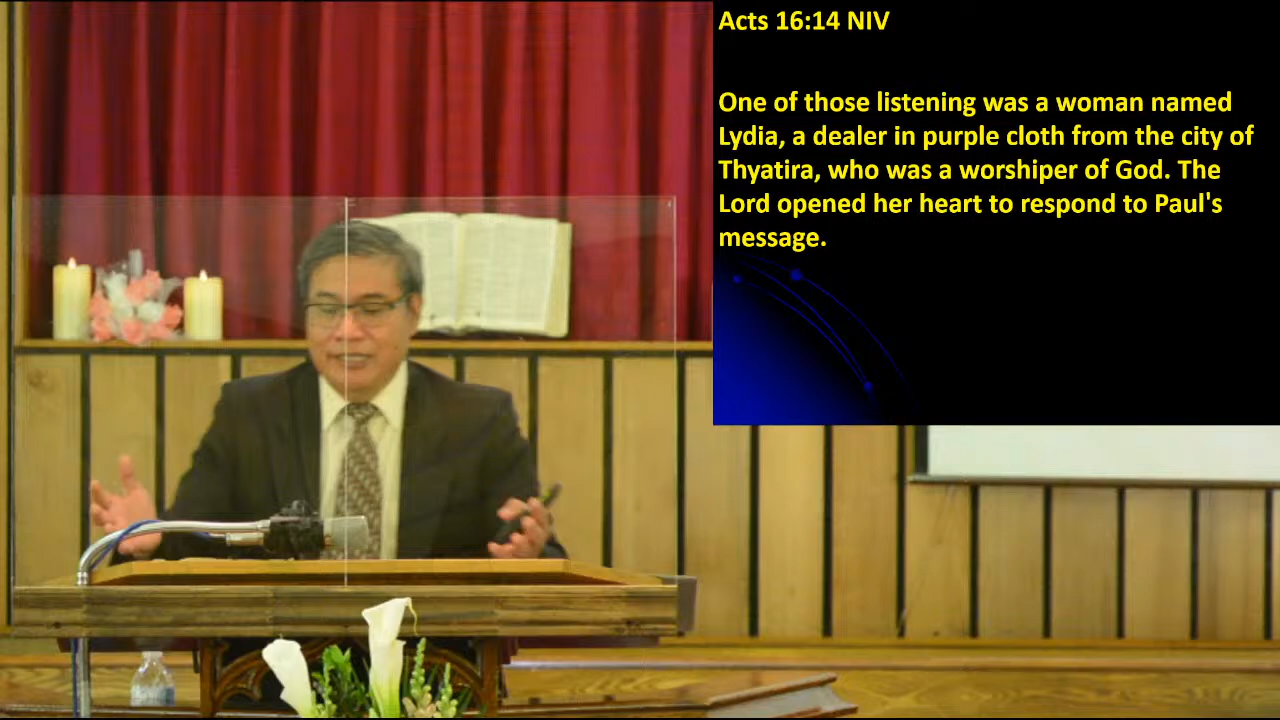 Acts 16:14 NIV
One of those listening was a woman named
Lydia, a dealer in purple cloth from the city of
Thyatira, who was a worshiper of God. The
Lord opened her heart to respond to Paul's
message.